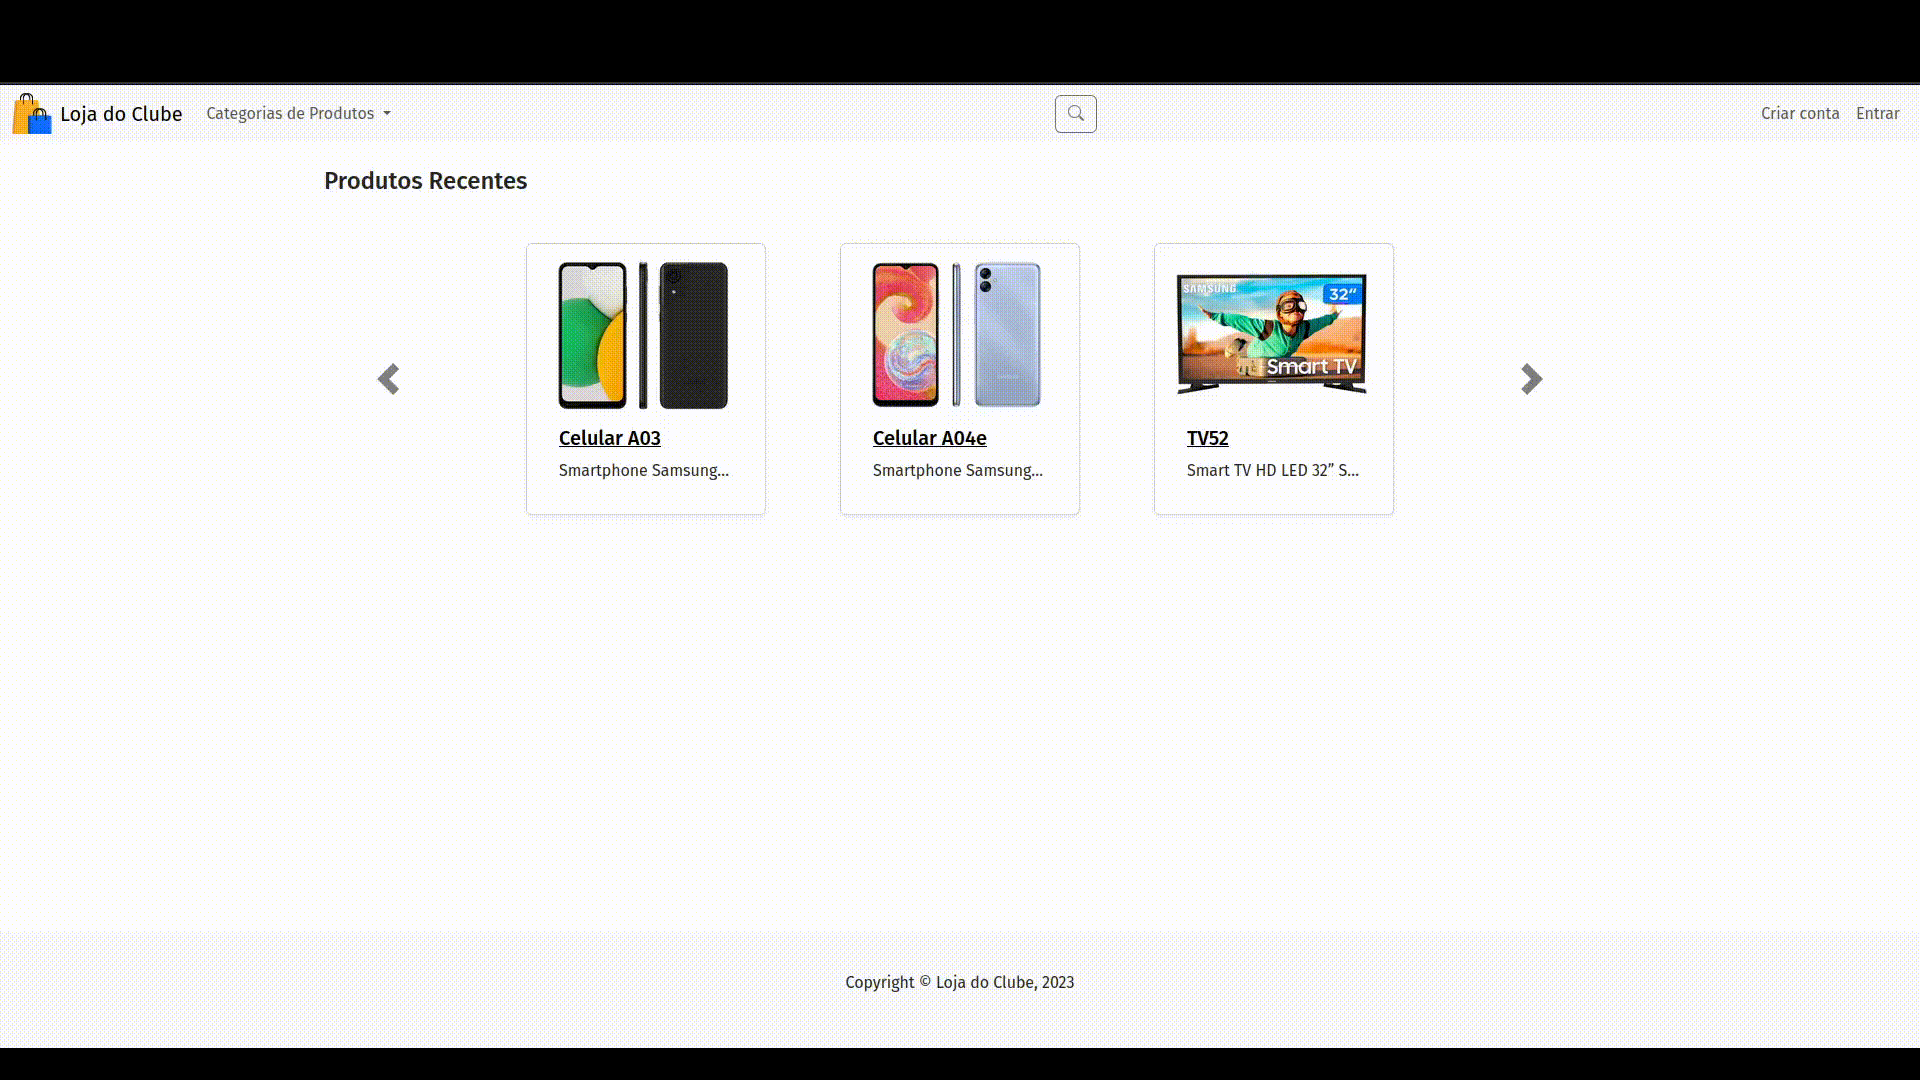 Loja do Clube
Categorias de Produtos
Criar conta
Entrar
Produtos Recentes
SAMSUNG
32“
Smart TV
Celular A03
Smartphone Samsung...
Celular A04e
Smartphone Samsung...
TV52
Smart TV HD LED 32” S...
Copyright © Loja do Clube, 2023